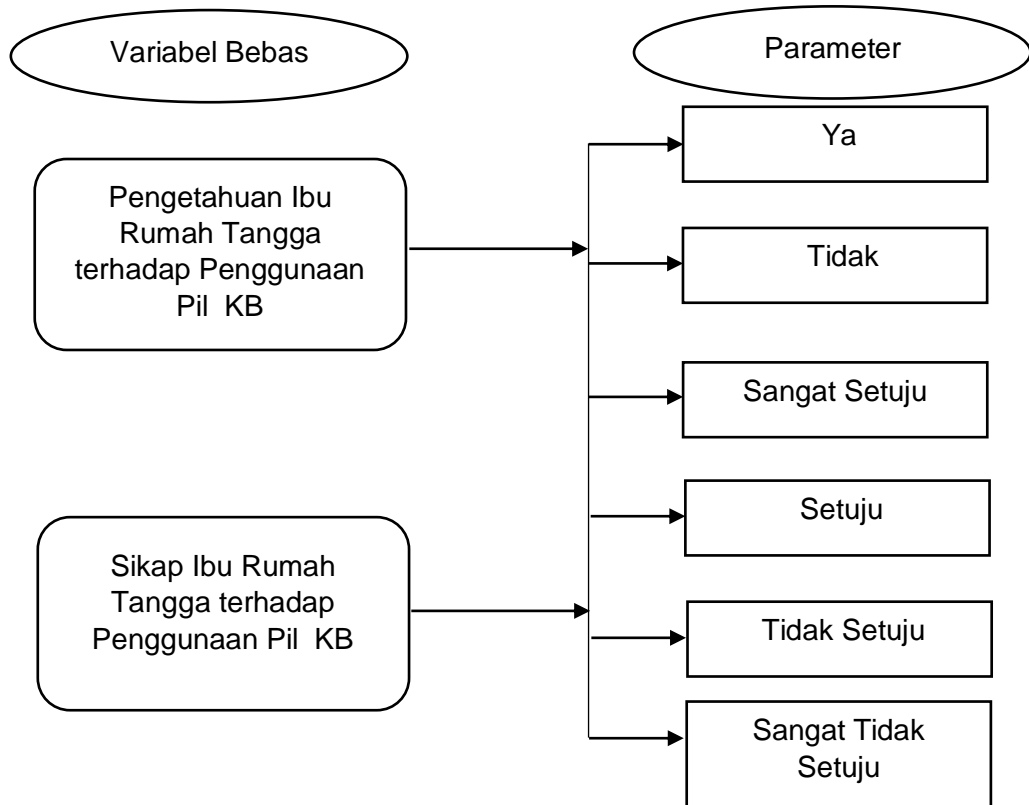 Variabel Bebas
Parameter
Pengetahuan Ibu
Rumah Tangga
terhadap Penggunaan
Pil KB
Sikap Ibu Rumah
Tangga terhadap
Penggunaan Pil KB
Ya
Tidak
Sangat Setuju
Setuju
Tidak Setuju
Sangat Tidak
Setuju